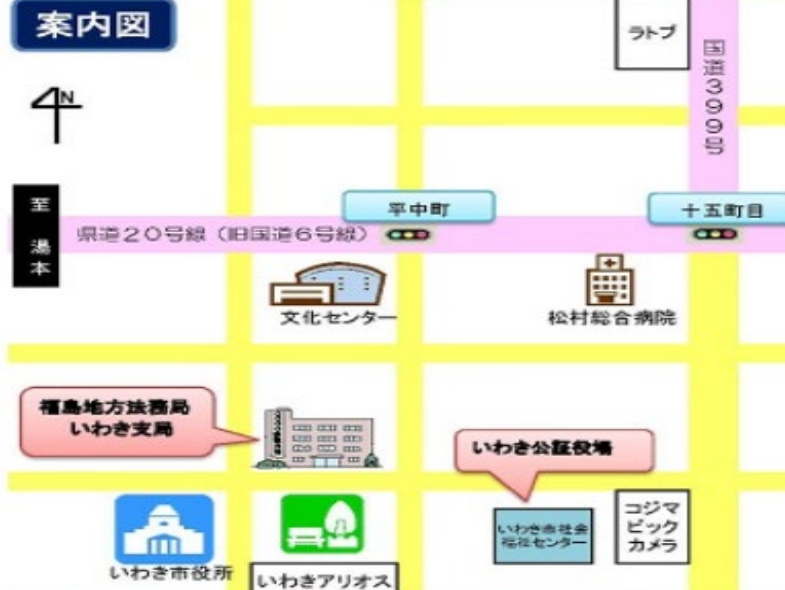 案内図
ラトブ
国道399号
N
平中町
十五町目
至 湯本
県道20号線（旧国道6号線）
文化センター
松村総合病院
福島地方法務局
いわき支局
いわき公証役場
いわき市社会
福祉センター
コジマ
ビック
カメラ
いわき市役所
いわきアリオス